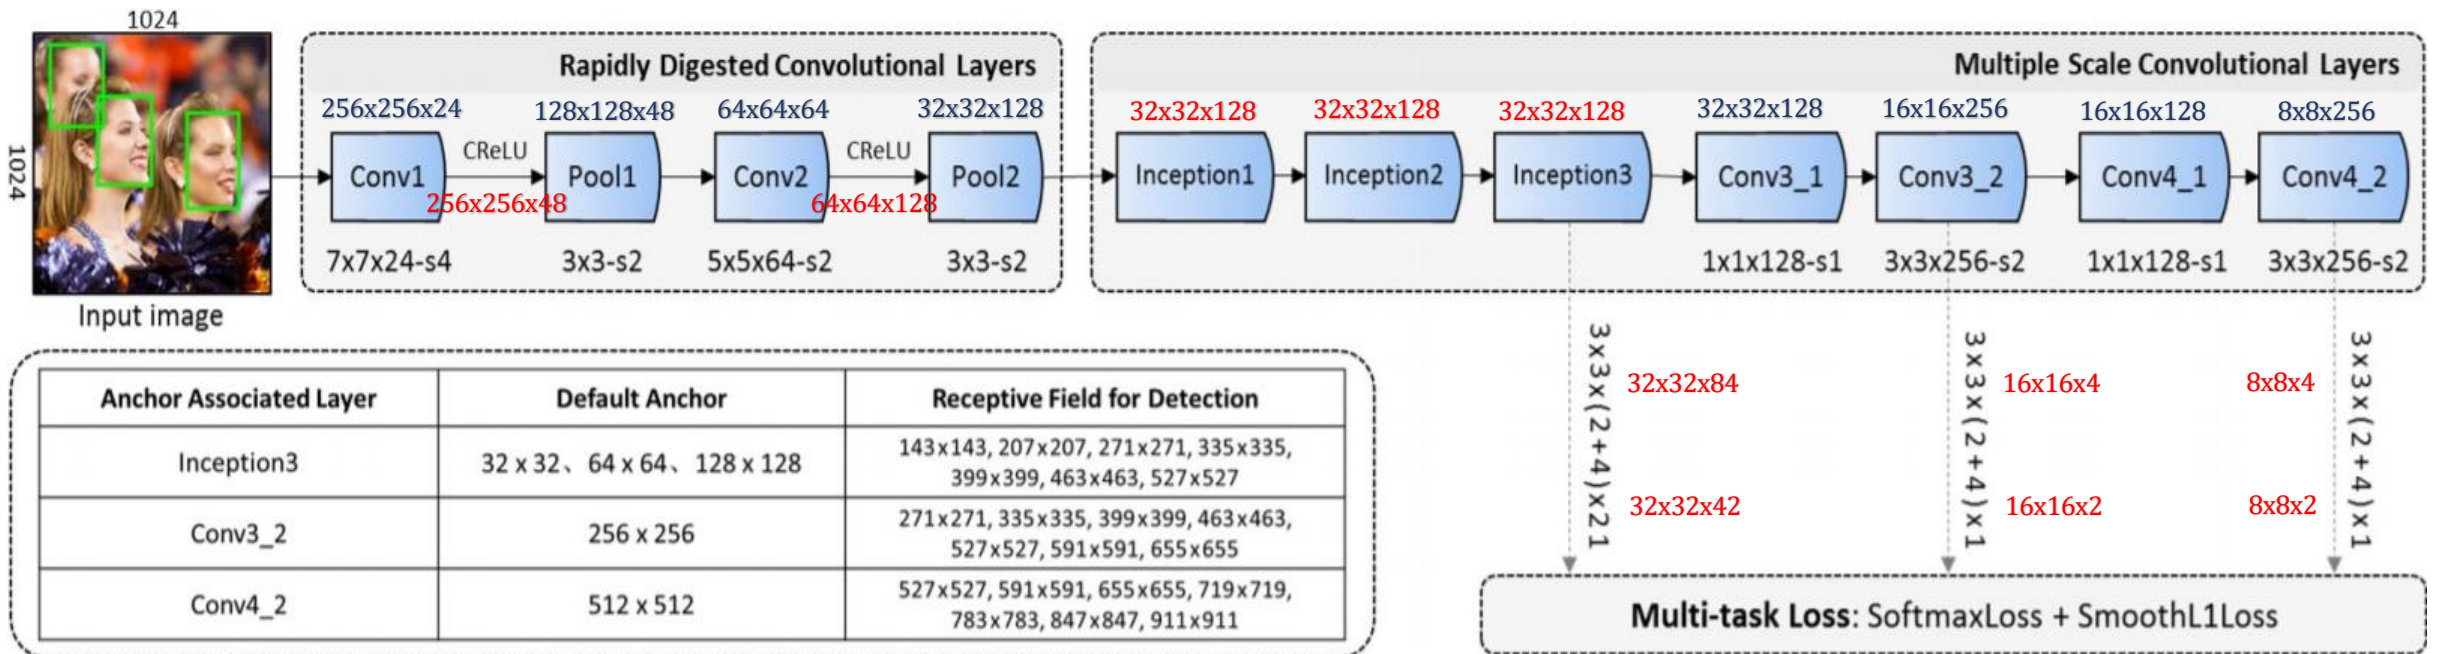 1024
1024
Input image
Rapidly Digested Convolutional Layers
256x256x24
128x128x48
64x64x64
32x32x128
Conv1
CReLU
Pool1
Conv2
CReLU
Pool2
256x256x48
64x64x128
7x7x24-s4
3x3-s2
5x5x64-s2
3x3-s2
Multiple Scale Convolutional Layers
32x32x128
32x32x128
32x32x128
32x32x128
16x16x256
16x16x128
8x8x256
Inception1
Inception2
Inception3
Conv3_1
Conv3_2
Conv4_1
Conv4_2
1x1x128-s1
3x3x256-s2
1x1x128-s1
3x3x256-s2
3x3x(2+4)x21
32x32x84
32x32x42
3x3x(2+4)x1
16x16x4
16x16x2
3x3x(2+4)x1
8x8x4
8x8x2
Anchor Associated Layer
Default Anchor
Receptive Field for Detection
Inception3
32 x 32、64 x 64、128 x 128
143x143, 207x207, 271x271, 335x335,
399x399, 463x463, 527x527
Conv3_2
256 x 256
271x271, 335x335, 399x399, 463x463,
527x527, 591x591, 655x655
Conv4_2
512 x 512
527x527, 591x591, 655x655, 719x719,
783x783, 847x847, 911x911
Multi-task Loss: SoftmaxLoss + SmoothL1Loss